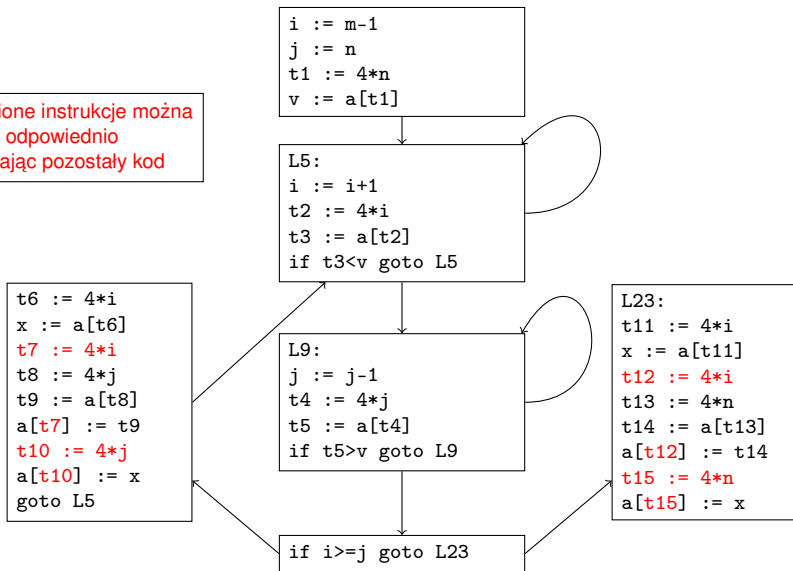 i := m-1
j := n
t1 := 4*n
v := a[t1]
instrukcje można
odpowiednio
pozostały kod
L5:
i := i+1
t2 := 4*i
t3 := a[t2]
if t3<v goto L5
t6 := 4*i
x := a[t6]
t7 := 4*i
t8 := 4*j
t9 := a[t8]
a[t7] := t9
t10 := 4*j
a[t10] := x
goto L5
L9:
j := j-1
t4 := 4*j
t5 := a[t4]
if t5>v goto L9
L23:
t11 := 4*i
x := a[t11]
t12 := 4*i
t13 := 4*n
t14 := a[t13]
a[t12] := t14
t15 := 4*n
a[t15] := x
if i>=j goto L23